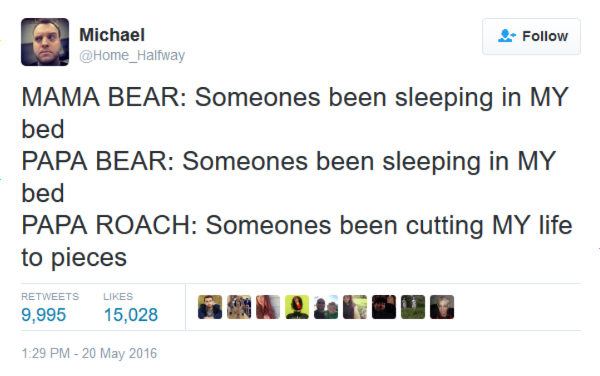 Michael
@Home_Halfway
Follow
MAMA BEAR: Someones been sleeping in MY
bed
PAPA BEAR: Someones been sleeping in MY
bed
PAPA ROACH: Someones been cutting MY life
to pieces
RETWEETS LIKES
9,995 15,028
1:29 PM - 20 May 2016